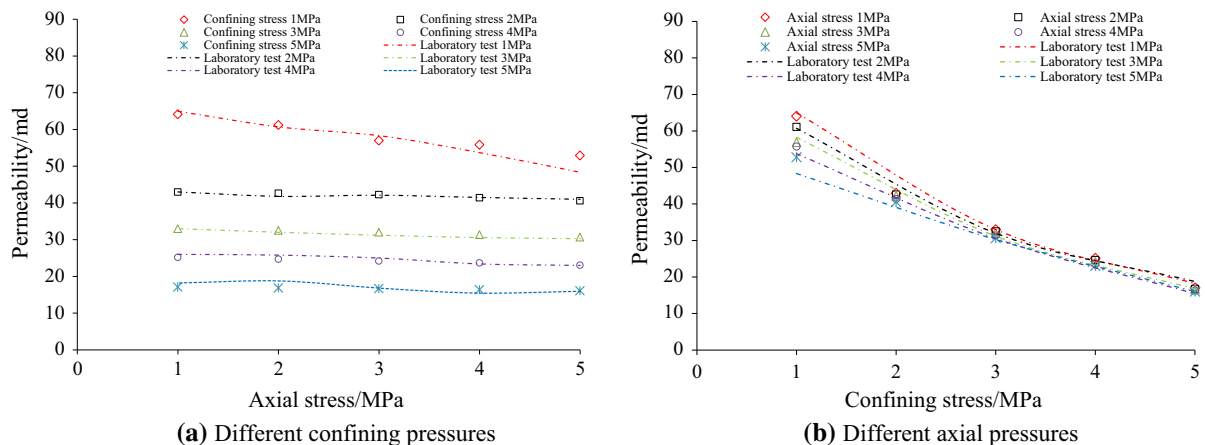 90
80
70
60
50
40
30
20
10
0
Permeability/md
Confining stress 1MPa
Confining stress 2MPa
Confining stress 3MPa
Confining stress 4MPa
Confining stress 5MPa
Laboratory test 1MPa
Laboratory test 2MPa
Laboratory test 3MPa
Laboratory test 4MPa
Laboratory test 5MPa
0 1 2 3 4 5
Axial stress/MPa
(a) Different confining pressures
90
80
70
60
50
40
30
20
10
0
Permeability/md
Axial stress 1MPa
Axial stress 2MPa
Axial stress 3MPa
Axial stress 4MPa
Axial stress 5MPa
Laboratory test 1MPa
Laboratory test 2MPa
Laboratory test 3MPa
Laboratory test 4MPa
Laboratory test 5MPa
0 1 2 3 4 5
Confining stress/MPa
(b) Different axial pressures